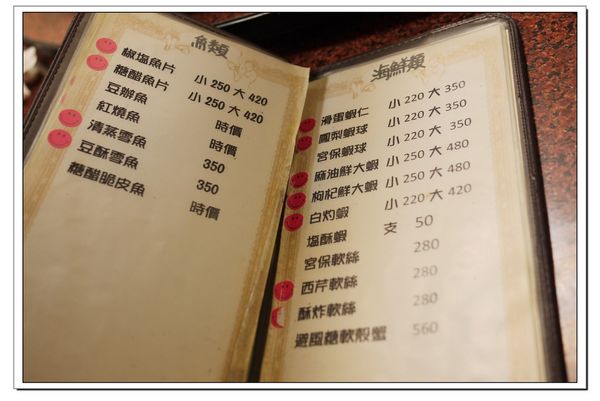 魚類
椒塩魚片 小 250 大 420
糖醋魚片 小 250 大 420
豆瓣魚 時價
紅燒魚 時價
清蒸雪魚 350
豆酥雪魚 350
糖醋脆皮魚 時價
海鮮類
滑蛋蝦仁 小 220 大 350
鳳梨蝦球 小 220 大 350
宮保蝦球 小 220 大 350
麻油鮮大蝦 小 250 大 480
枸杞鮮大蝦 小 250 大 480
白灼蝦 小 220 大 420
塩酥蝦 支 50
宮保軟絲 280
西芹軟絲 280
酥炸軟絲 280
避風糖軟殼蟹 560